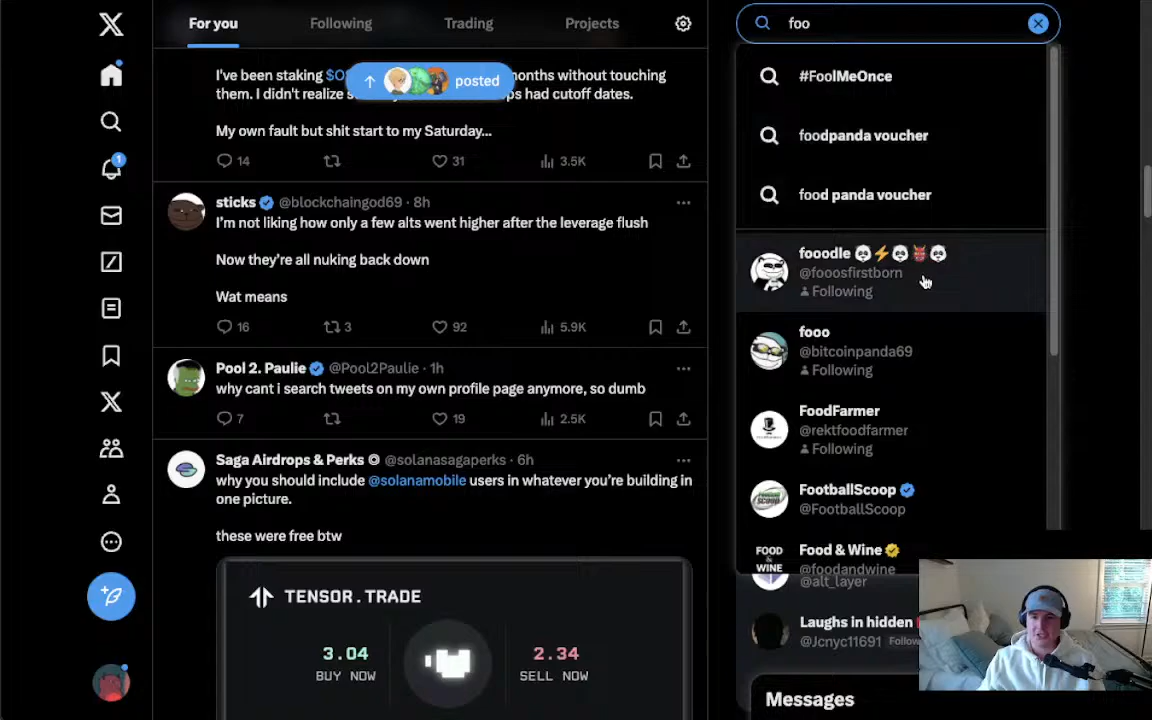 For you
Following
Trading
Projects
I've been staking $O
months without touching
them. I didn't realize s
ps had cutoff dates.
posted
My own fault but shit start to my Saturday...
14
31
3.5K
sticks @blockchaingod69 · 8h
I'm not liking how only a few alts went higher after the leverage flush
Now they're all nuking back down
Wat means
16
3
92
5.9K
Pool 2. Paulie @Pool2Paulie · 1h
why cant i search tweets on my own profile page anymore, so dumb
7
19
2.5K
Saga Airdrops & Perks @solanasagaperks · 6h
why you should include @solanamobile users in whatever you're building in
one picture.
these were free btw
TENSOR.TRADE
3.04
BUY NOW
2.34
SELL NOW
1
foo
#FoolMeOnce
foodpanda voucher
food panda voucher
fooodle 🐼⚡🐼👹🐼
@fooosfirstborn
Following
fooo
@bitcoinpanda69
Following
FoodFarmer
@rektfoodfarmer
Following
FootballScoop
@FootballScoop
FOOD &
WINE
Food & Wine
@foodandwine
@alt_layer
Laughs in hidden
@Jcnyc11691 Follow
Messages